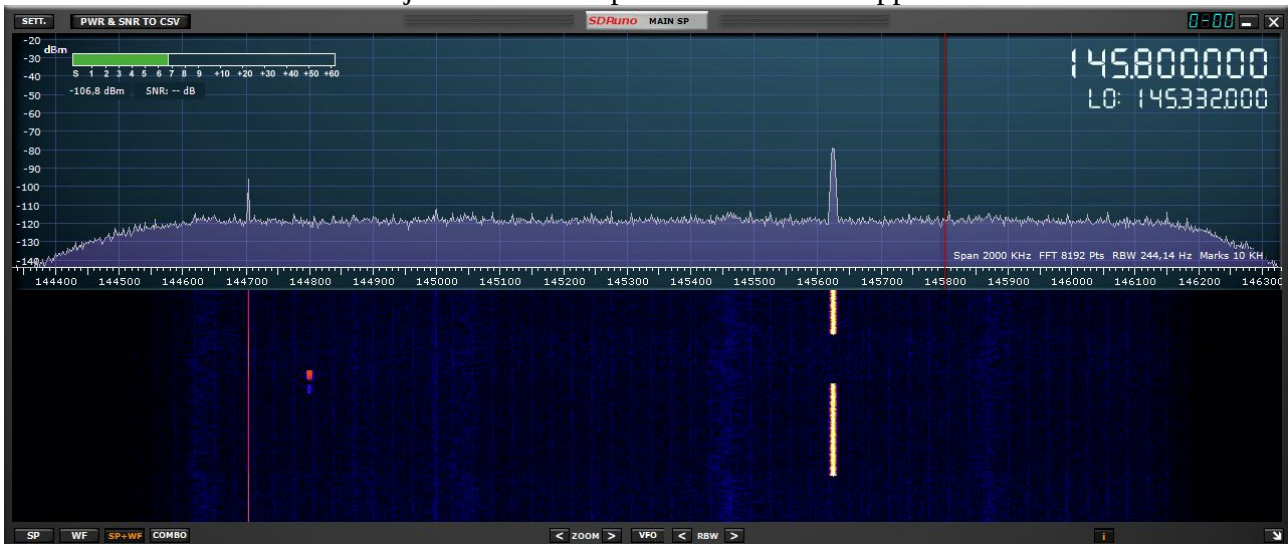 SETT. PWR & SNR TO CSV SDRuno MAIN SP 0-00
-20
dBm
-30
S 1 2 3 4 5 6 7 8 9 +10 +20 +30 +40 +50 +60
145.800.000
-40
-106,8 dBm SNR: -- dB
LO: 145.332.000
-50
-60
-70
-80
-90
-100
-110
-120
-130
Span 2000 KHz FFT 8192 Pts RBW 244,14 Hz Marks 10 KH
-140
144400 144500 144600 144700 144800 144900 145000 145100 145200 145300 145400 145500 145600 145700 145800 145900 146000 146100 146200 146300
SP WF SP+WF COMBO < ZOOM > VFO < RBW > i